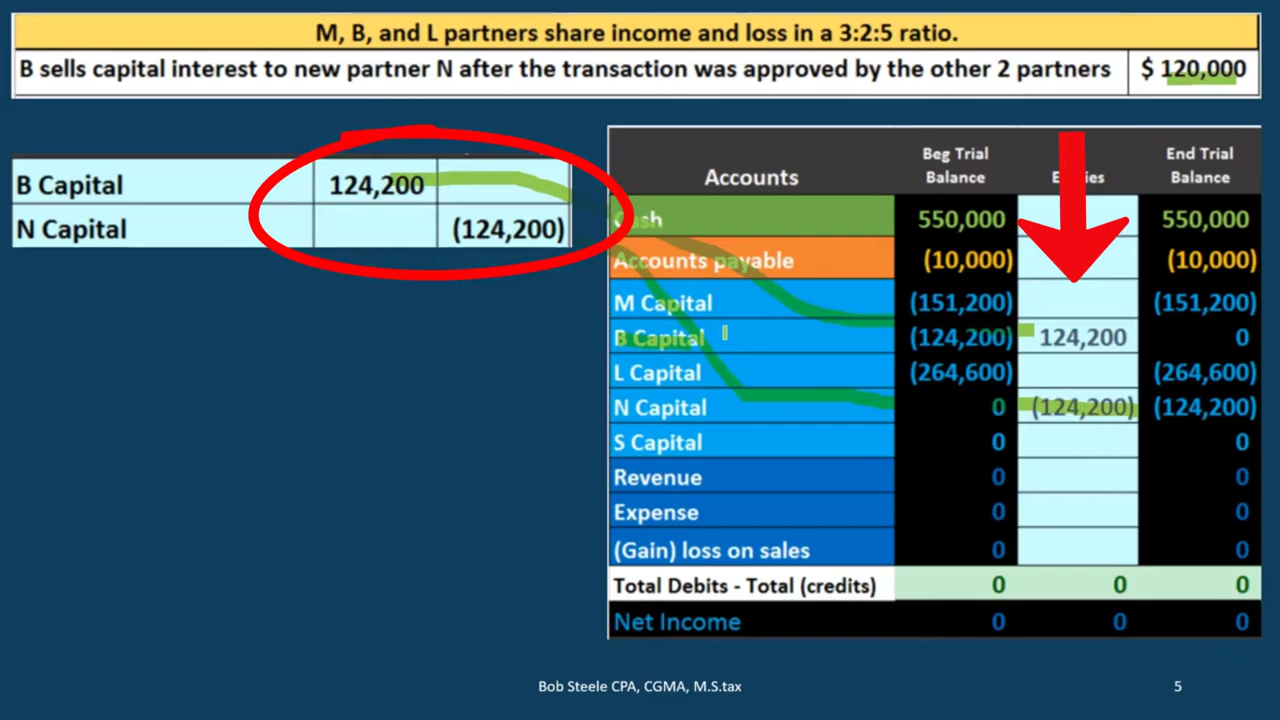 M, B, and L partners share income and loss in a 3:2:5 ratio.
B sells capital interest to new partner N after the transaction was approved by the other 2 partners $ 120,000
B Capital 124,200
N Capital (124,200)
Accounts Beg Trial Balance Entries End Trial Balance
Cash 550,000 550,000
Accounts payable (10,000) (10,000)
M Capital (151,200) (151,200)
B Capital (124,200) 124,200 0
L Capital (264,600) (264,600)
N Capital 0 (124,200) (124,200)
S Capital 0 0
Revenue 0 0
Expense 0 0
(Gain) loss on sales 0 0
Total Debits - Total (credits) 0 0 0
Net Income 0 0 0
Bob Steele CPA, CGMA, M.S.tax 5